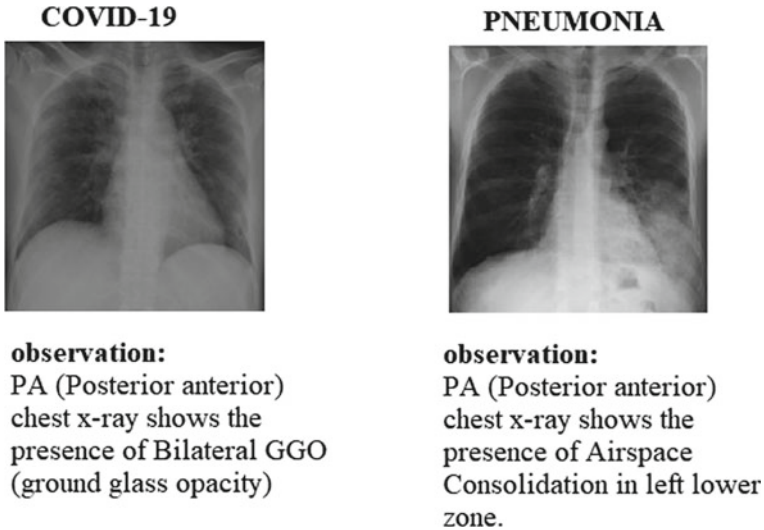 COVID-19
observation:
PA (Posterior anterior)
chest x-ray shows the
presence of Bilateral GGO
(ground glass opacity)
PNEUMONIA
observation:
PA (Posterior anterior)
chest x-ray shows the
presence of Airspace
Consolidation in left lower
zone.